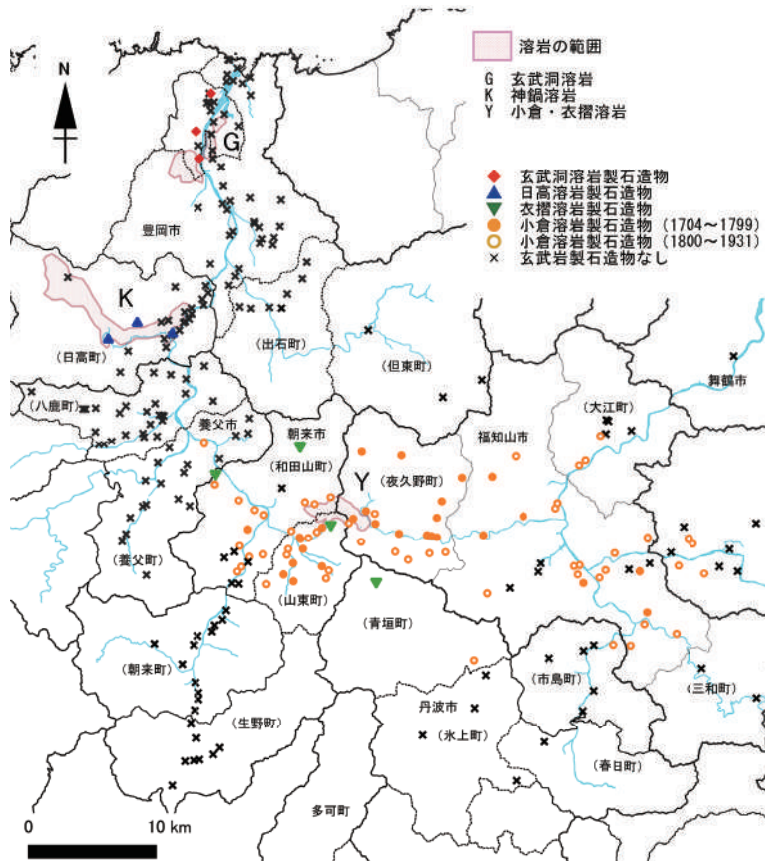 溶岩の範囲
N
G 玄武洞溶岩
K 神鍋溶岩
Y 小倉・衣摺溶岩
G
玄武洞溶岩製石造物
日高溶岩製石造物
衣摺溶岩製石造物
小倉溶岩製石造物 (1704〜1799)
小倉溶岩製石造物 (1800〜1931)
玄武岩製石造物なし
豊岡市
K
(日高町)
(出石町)
(但東町)
舞鶴市
(八鹿町)
養父市
朝来市
(和田山町)
Y
(夜久野町)
福知山市
(大江町)
(養父町)
(山東町)
(青垣町)
(朝来町)
(市島町)
(三和町)
(生野町)
丹波市
(氷上町)
(春日町)
多可町
0 10 km